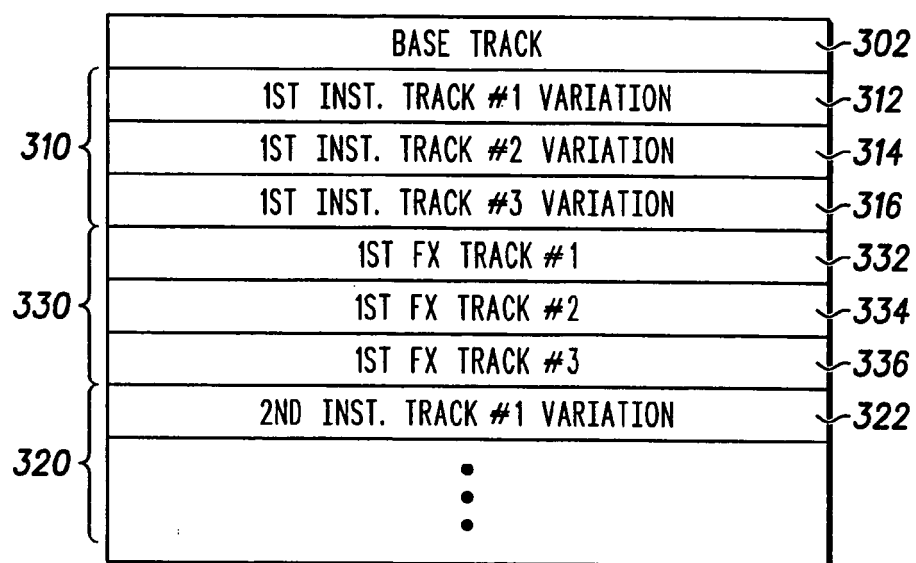 BASE TRACK 302
1ST INST. TRACK #1 VARIATION 312
310 1ST INST. TRACK #2 VARIATION 314
1ST INST. TRACK #3 VARIATION 316
1ST FX TRACK #1 332
330 1ST FX TRACK #2 334
1ST FX TRACK #3 336
2ND INST. TRACK #1 VARIATION 322
320